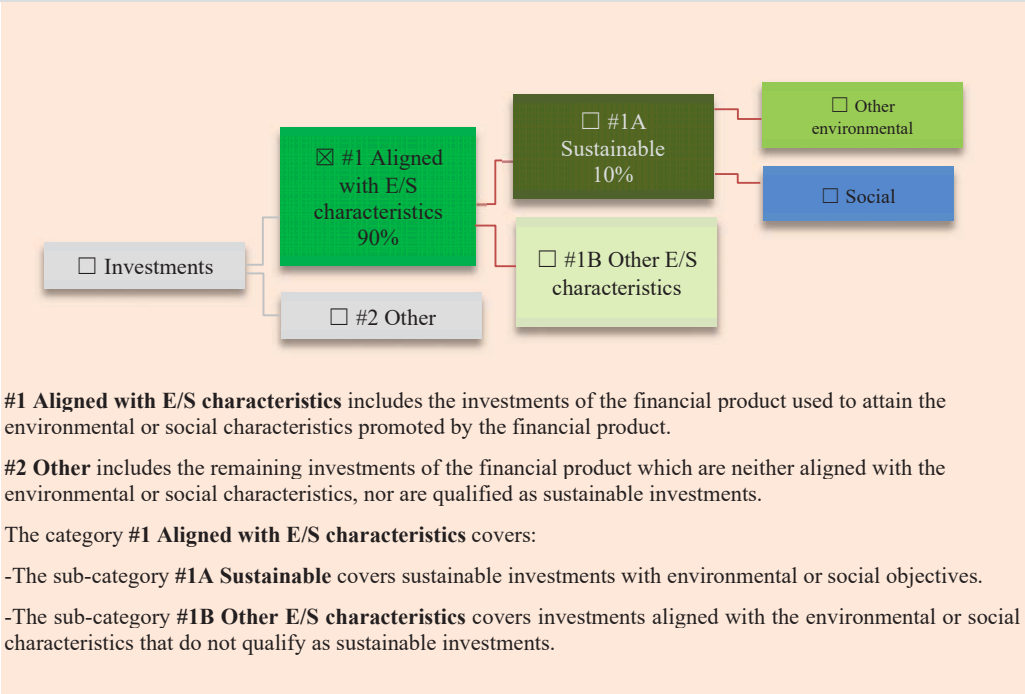 ☐ Investments
☒ #1 Aligned
with E/S
characteristics
90%
☐ #2 Other
☐ #1A
Sustainable
10%
☐ #1B Other E/S
characteristics
☐ Other
environmental
☐ Social
#1 Aligned with E/S characteristics includes the investments of the financial product used to attain the
environmental or social characteristics promoted by the financial product.
#2 Other includes the remaining investments of the financial product which are neither aligned with the
environmental or social characteristics, nor are qualified as sustainable investments.
The category #1 Aligned with E/S characteristics covers:
-The sub-category #1A Sustainable covers sustainable investments with environmental or social objectives.
-The sub-category #1B Other E/S characteristics covers investments aligned with the environmental or social
characteristics that do not qualify as sustainable investments.